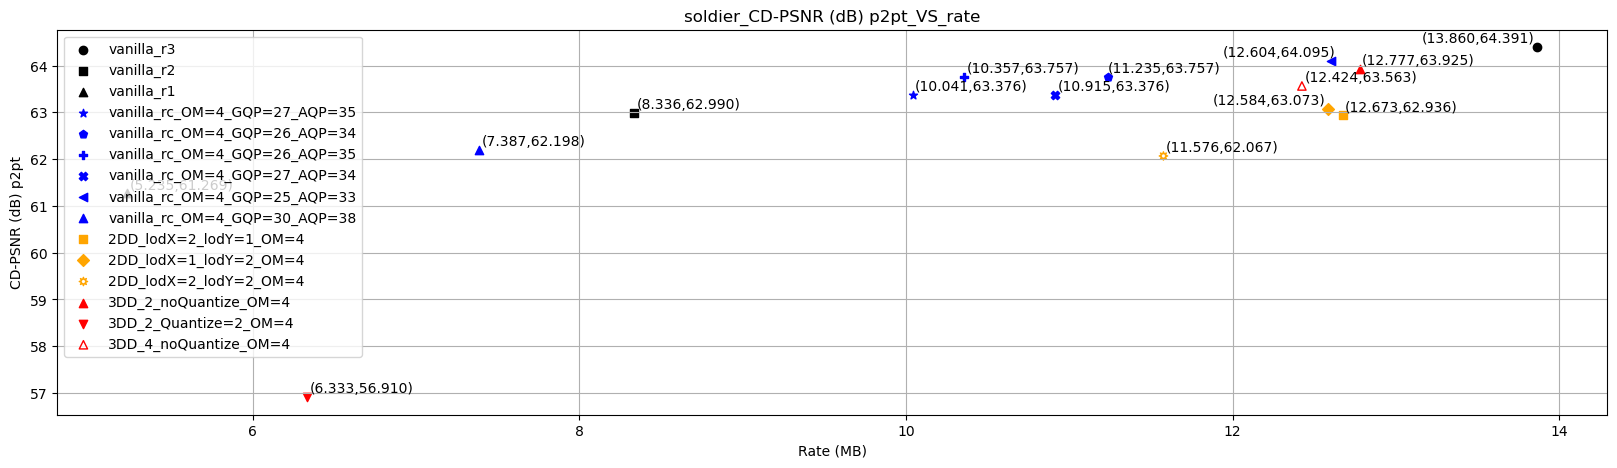 soldier_CD-PSNR (dB) p2pt_VS_rate
vanilla_r3
vanilla_r2
vanilla_r1
vanilla_rc_OM=4_GQP=27_AQP=35
vanilla_rc_OM=4_GQP=26_AQP=34
vanilla_rc_OM=4_GQP=26_AQP=35
vanilla_rc_OM=4_GQP=27_AQP=34
vanilla_rc_OM=4_GQP=25_AQP=33
vanilla_rc_OM=4_GQP=30_AQP=38
2DD_lodX=2_lodY=1_OM=4
2DD_lodX=1_lodY=2_OM=4
2DD_lodX=2_lodY=2_OM=4
3DD_2_noQuantize_OM=4
3DD_2_Quantize=2_OM=4
3DD_4_noQuantize_OM=4
(13.860,64.391)
(12.604,64.095)
(12.777,63.925)
(10.357,63.757)
(11.235,63.757)
(12.424,63.563)
(10.041,63.376)
(10.915,63.376)
(8.336,62.990)
(12.584,63.073)
(12.673,62.936)
(7.387,62.198)
(11.576,62.067)
(5.235,61.269)
(6.333,56.910)
64
63
62
61
60
59
58
57
CD-PSNR (dB) p2pt
6
8
10
12
14
Rate (MB)